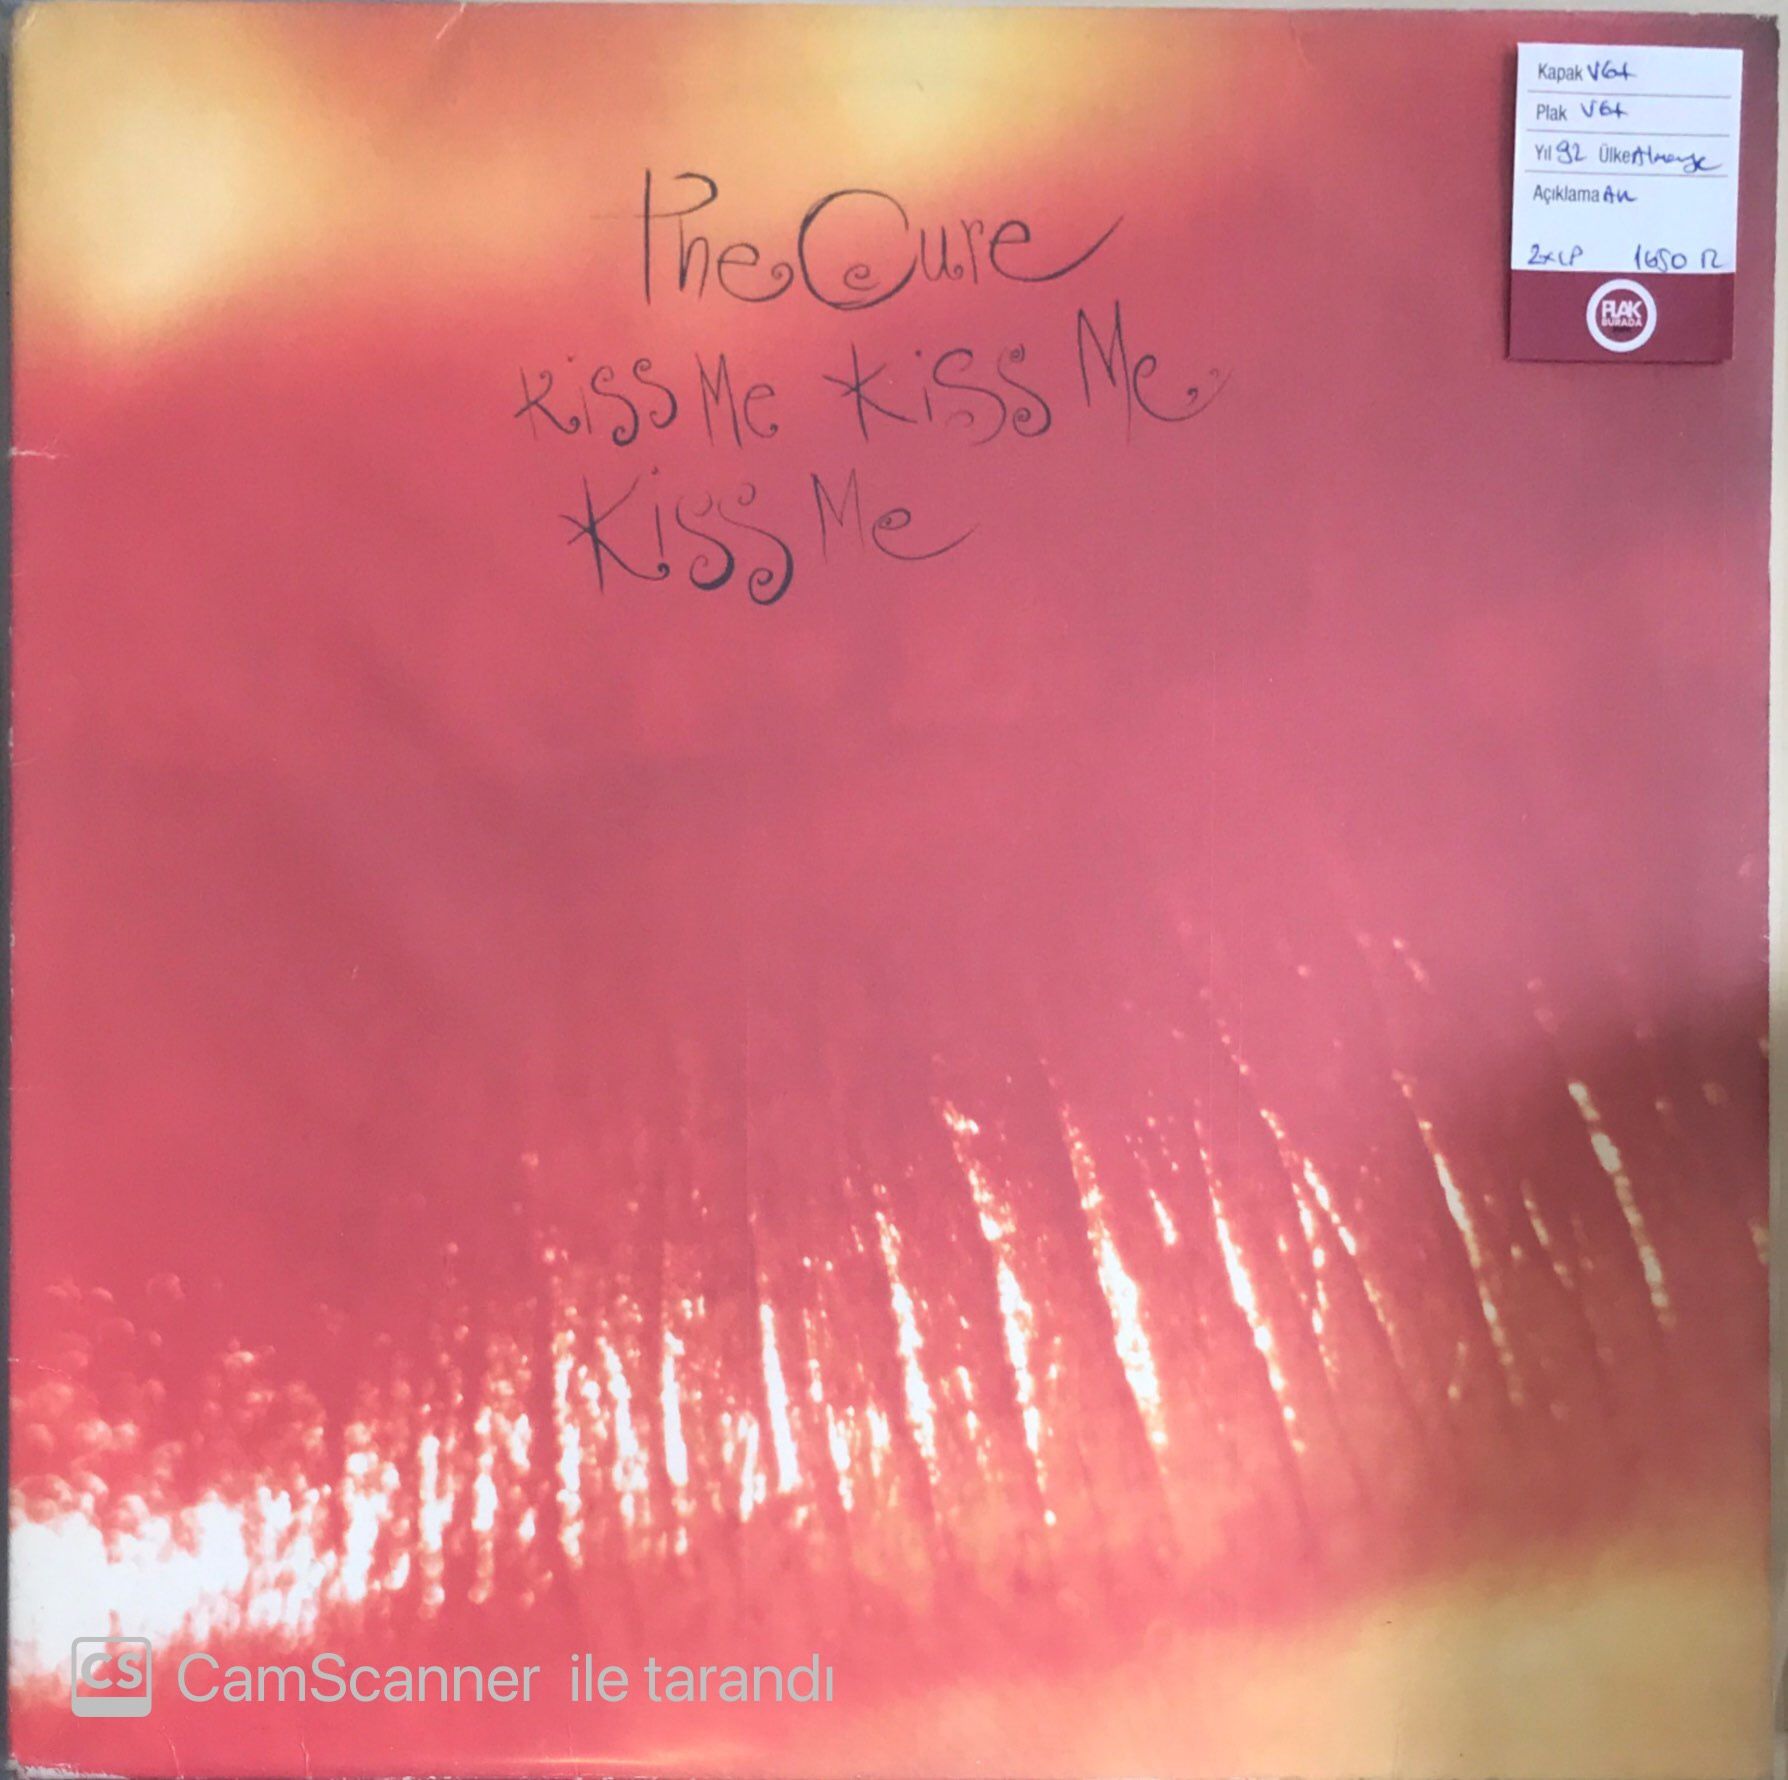 The Cure
Kiss Me Kiss Me
Kiss Me
Kapak VG+
Plak VG+
Yıl 92 Ülke Almanya
Açıklama
2xLP 1650 TL
PLAK
BURADA
CS CamScanner ile tarandı